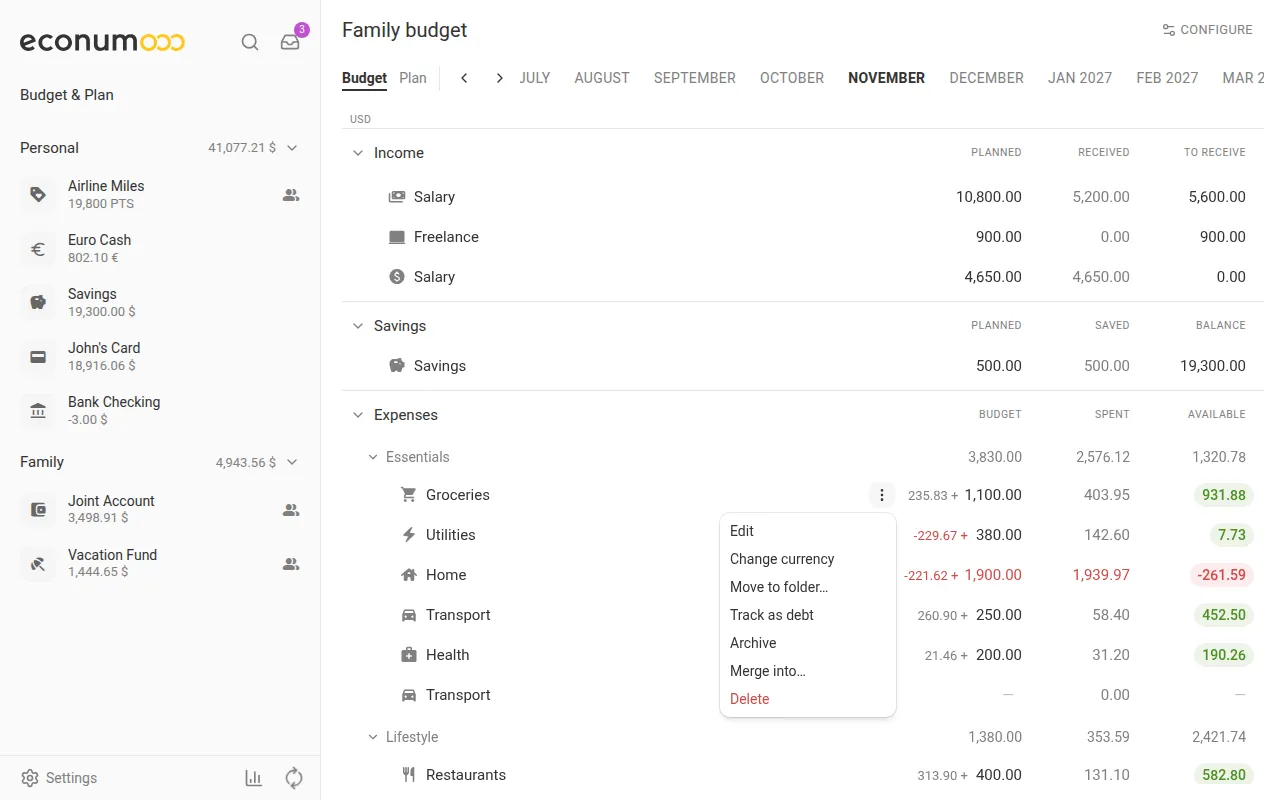 econumo
3
Budget & Plan
Personal 41,077.21 $
Airline Miles
19,800 PTS
Euro Cash
802.10 €
Savings
19,300.00 $
John's Card
18,916.06 $
Bank Checking
-3.00 $
Family 4,943.56 $
Joint Account
3,498.91 $
Vacation Fund
1,444.65 $
Settings
Family budget CONFIGURE
Budget Plan JULY AUGUST SEPTEMBER OCTOBER NOVEMBER DECEMBER JAN 2027 FEB 2027 MAR 2
USD
Income PLANNED RECEIVED TO RECEIVE
Salary 10,800.00 5,200.00 5,600.00
Freelance 900.00 0.00 900.00
Salary 4,650.00 4,650.00 0.00
Savings PLANNED SAVED BALANCE
Savings 500.00 500.00 19,300.00
Expenses BUDGET SPENT AVAILABLE
Essentials 3,830.00 2,576.12 1,320.78
Groceries 235.83 + 1,100.00 403.95 931.88
Utilities -229.67 + 380.00 142.60 7.73
Home -221.62 + 1,900.00 1,939.97 -261.59
Transport 260.90 + 250.00 58.40 452.50
Health 21.46 + 200.00 31.20 190.26
Transport — 0.00 —
Lifestyle 1,380.00 353.59 2,421.74
Restaurants 313.90 + 400.00 131.10 582.80
Edit
Change currency
Move to folder…
Track as debt
Archive
Merge into…
Delete